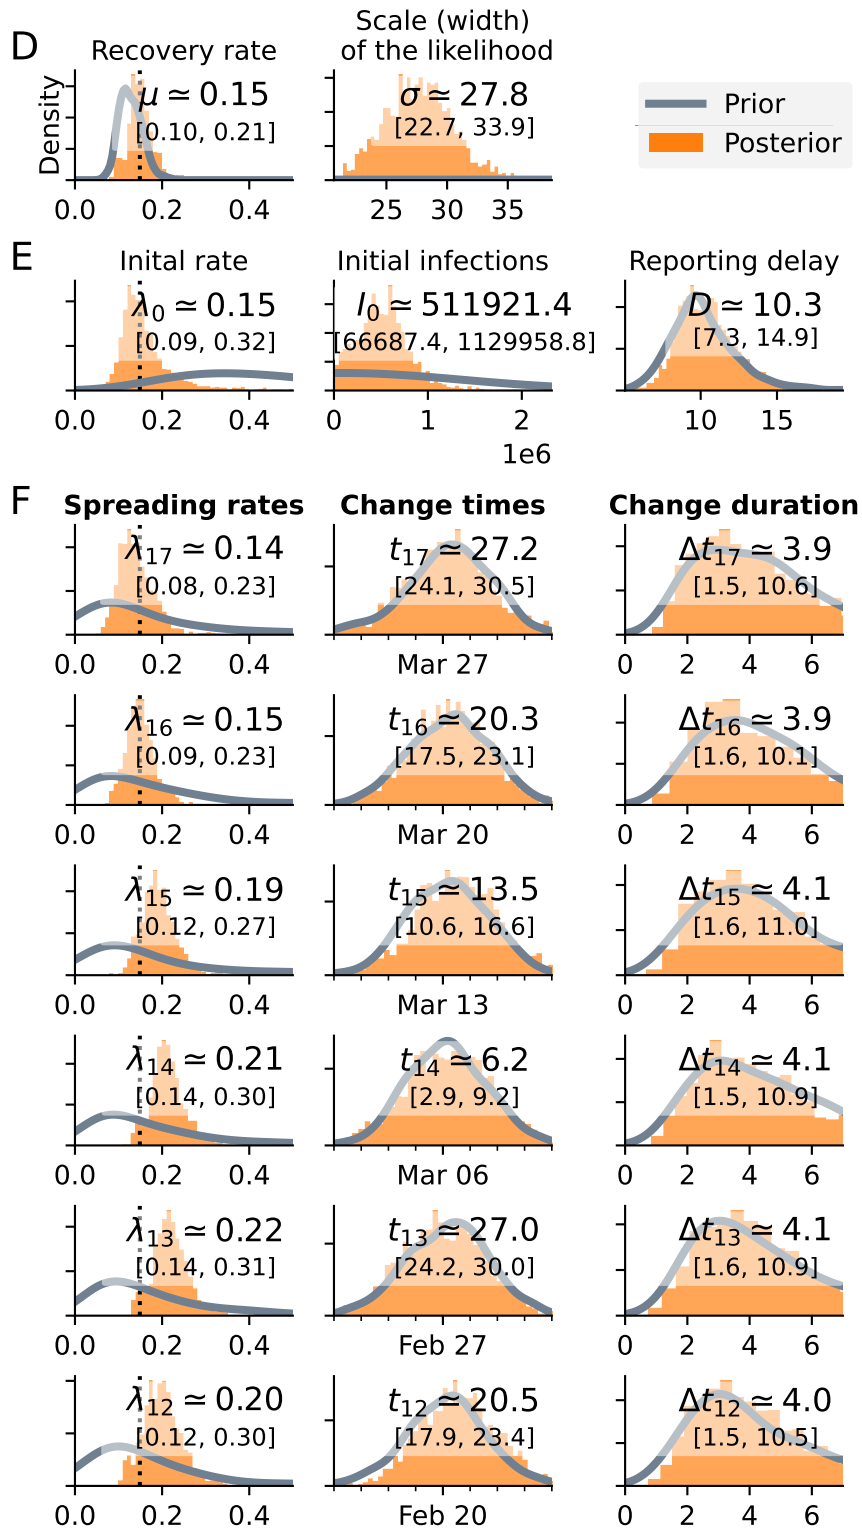 D
Recovery rate
Scale (width)
of the likelihood
Density
μ ≃ 0.15
[0.10, 0.21]
σ ≃ 27.8
[22.7, 33.9]
Prior
Posterior
0.0 0.2 0.4
25 30 35
E
Inital rate
Initial infections
Reporting delay
λ0 ≃ 0.15
[0.09, 0.32]
I0 ≃ 511921.4
[66687.4, 1129958.8]
D ≃ 10.3
[7.3, 14.9]
0.0 0.2 0.4
0 1 2
1e6
10 15
F
Spreading rates
Change times
Change duration
λ17 ≃ 0.14
[0.08, 0.23]
t17 ≃ 27.2
[24.1, 30.5]
Δt17 ≃ 3.9
[1.5, 10.6]
0.0 0.2 0.4
Mar 27
0 2 4 6
λ16 ≃ 0.15
[0.09, 0.23]
t16 ≃ 20.3
[17.5, 23.1]
Δt16 ≃ 3.9
[1.6, 10.1]
0.0 0.2 0.4
Mar 20
0 2 4 6
λ15 ≃ 0.19
[0.12, 0.27]
t15 ≃ 13.5
[10.6, 16.6]
Δt15 ≃ 4.1
[1.6, 11.0]
0.0 0.2 0.4
Mar 13
0 2 4 6
λ14 ≃ 0.21
[0.14, 0.30]
t14 ≃ 6.2
[2.9, 9.2]
Δt14 ≃ 4.1
[1.5, 10.9]
0.0 0.2 0.4
Mar 06
0 2 4 6
λ13 ≃ 0.22
[0.14, 0.31]
t13 ≃ 27.0
[24.2, 30.0]
Δt13 ≃ 4.1
[1.6, 10.9]
0.0 0.2 0.4
Feb 27
0 2 4 6
λ12 ≃ 0.20
[0.12, 0.30]
t12 ≃ 20.5
[17.9, 23.4]
Δt12 ≃ 4.0
[1.5, 10.5]
0.0 0.2 0.4
Feb 20
0 2 4 6